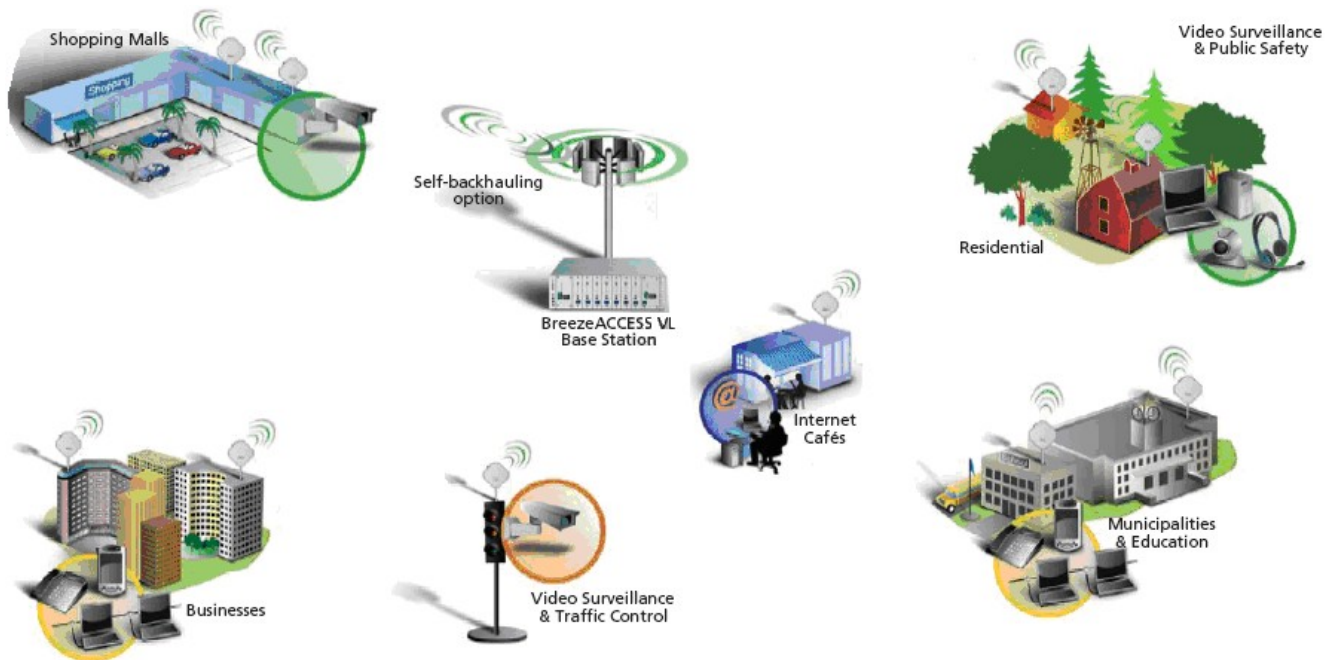 Shopping Malls
Shopping
Self-backhauling
option
BreezeACCESS VL
Base Station
Video Surveillance
& Public Safety
Residential
@
Internet
Cafés
Businesses
Video Surveillance
& Traffic Control
Municipalities
& Education